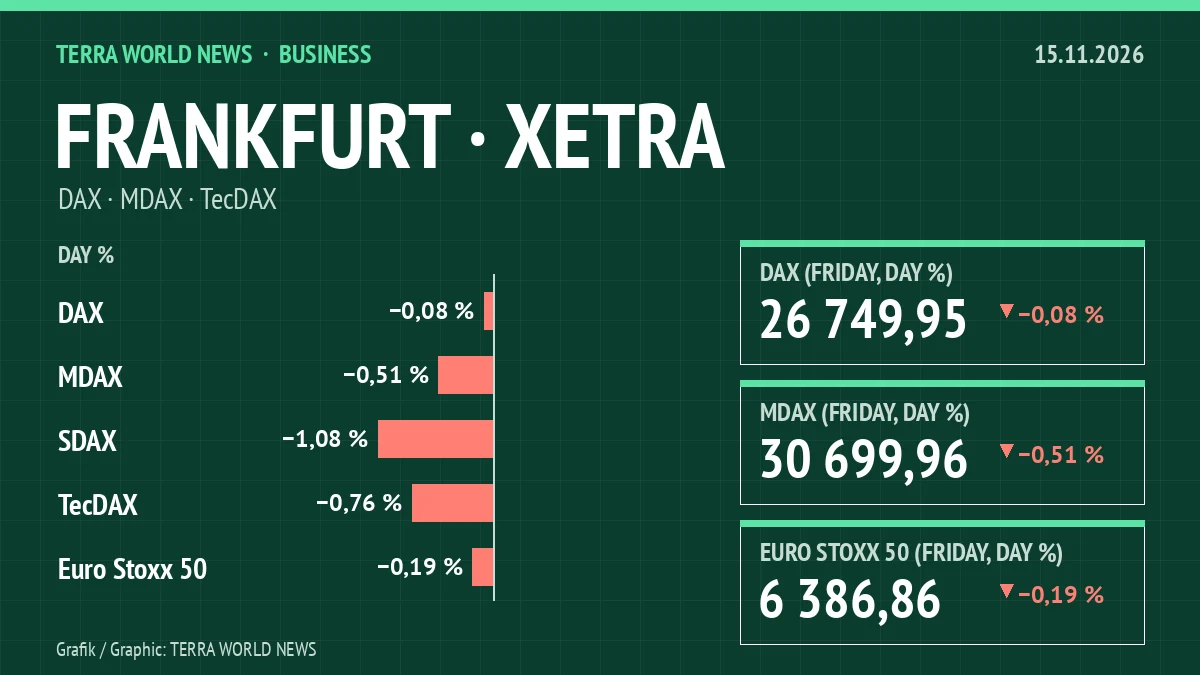 TERRA WORLD NEWS · BUSINESS
15.11.2026
FRANKFURT · XETRA
DAX · MDAX · TecDAX
DAY %
DAX −0,08 %
MDAX −0,51 %
SDAX −1,08 %
TecDAX −0,76 %
Euro Stoxx 50 −0,19 %
DAX (FRIDAY, DAY %)
26 749,95 ▼−0,08 %
MDAX (FRIDAY, DAY %)
30 699,96 ▼−0,51 %
EURO STOXX 50 (FRIDAY, DAY %)
6 386,86 ▼−0,19 %
Grafik / Graphic: TERRA WORLD NEWS